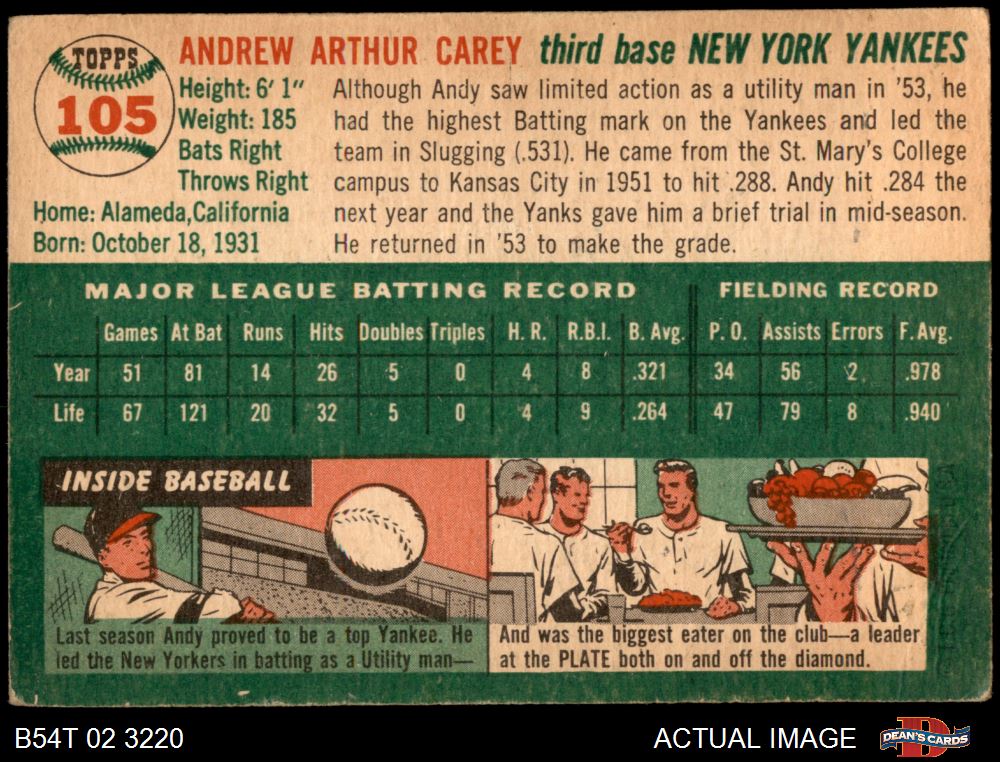 TOPPS
105
ANDREW ARTHUR CAREY third base NEW YORK YANKEES
Height: 6' 1"
Weight: 185
Bats Right
Throws Right
Home: Alameda,California
Born: October 18, 1931
Although Andy saw limited action as a utility man in '53, he
had the highest Batting mark on the Yankees and led the
team in Slugging (.531). He came from the St. Mary's College
campus to Kansas City in 1951 to hit .288. Andy hit .284 the
next year and the Yanks gave him a brief trial in mid-season.
He returned in '53 to make the grade.
MAJOR LEAGUE BATTING RECORD FIELDING RECORD
Games At Bat Runs Hits Doubles Triples H. R. R.B.I. B. Avg. P. O. Assists Errors F. Avg.
Year 51 81 14 26 5 0 4 8 .321 34 56 2 .978
Life 67 121 20 32 5 0 4 9 .264 47 79 8 .940
INSIDE BASEBALL
Last season Andy proved to be a top Yankee. He
led the New Yorkers in batting as a Utility man—
And was the biggest eater on the club—a leader
at the PLATE both on and off the diamond.
B54T 02 3220
ACTUAL IMAGE
DEAN'S CARDS